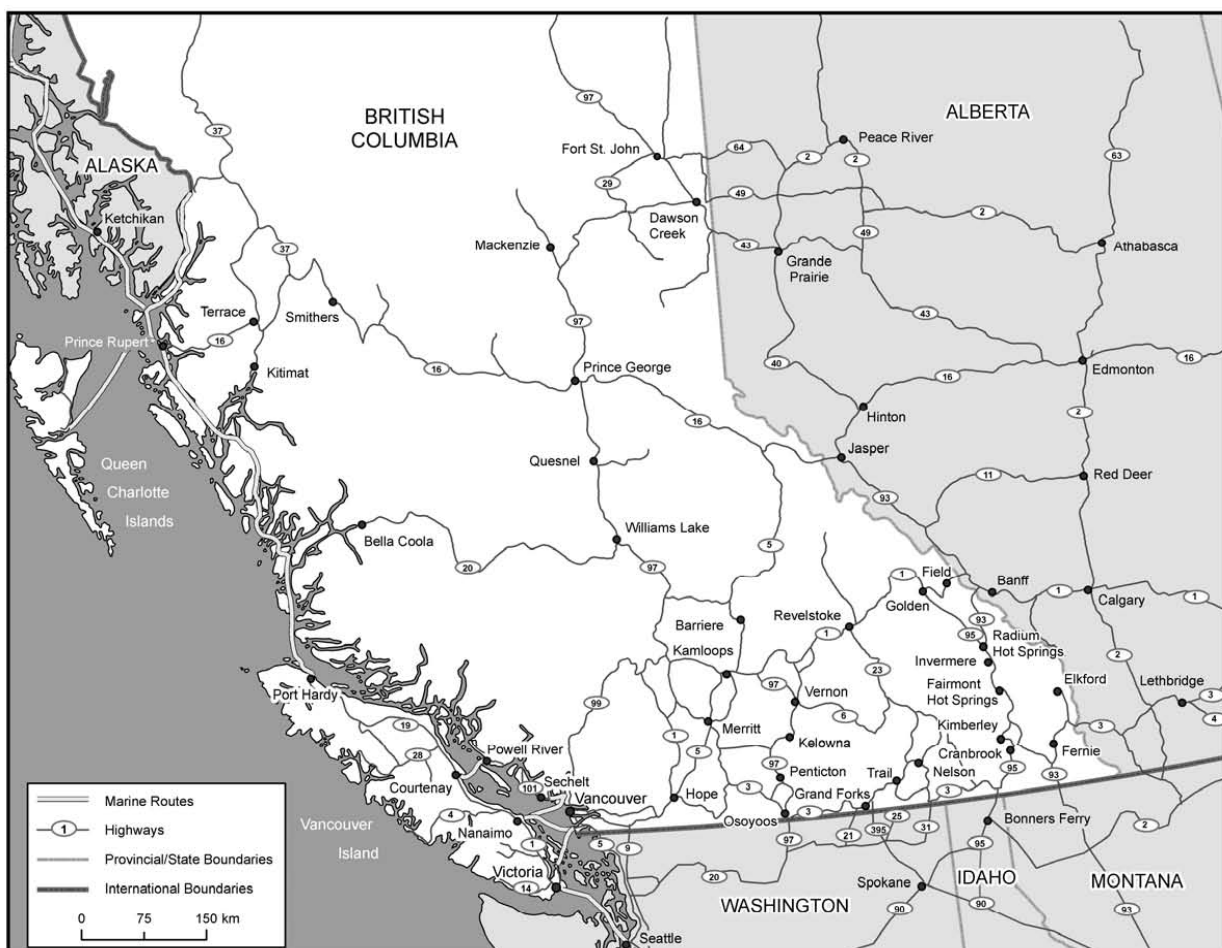 BRITISH
COLUMBIA
ALBERTA
ALASKA
37
97
Fort St. John
64
2
Peace River
2
63
29
49
Dawson
Creek
2
Ketchikan
37
Mackenzie
43
Grande
Prairie
49
Athabasca
Terrace
Smithers
97
43
Prince Rupert
16
Kitimat
16
Prince George
40
16
Edmonton
16
16
Hinton
2
Jasper
Queen
Charlotte
Islands
Quesnel
93
11
Red Deer
Bella Coola
Williams Lake
20
97
5
1
Field
Golden
Banff
1
Calgary
1
Barriere
Revelstoke
1
93
95
Radium
Hot Springs
Kamloops
Invermere
2
Port Hardy
97
Vernon
23
Fairmont
Hot Springs
Elkford
Lethbridge
3
4
99
19
1
Merritt
5
6
Kimberley
3
28
Powell River
Kelowna
Cranbrook
Fernie
Courtenay
101
Sechelt
97
Penticton
Trail
Nelson
95
93
Vancouver
Hope
3
Grand Forks
3
4
Nanaimo
Osoyoos
3
25
Bonners Ferry
Vancouver
Island
1
5
9
97
21
395
31
2
95
Victoria
14
20
Spokane
IDAHO
MONTANA
WASHINGTON
90
90
93
Seattle
Marine Routes
1
Highways
Provincial/State Boundaries
International Boundaries
0
75
150 km